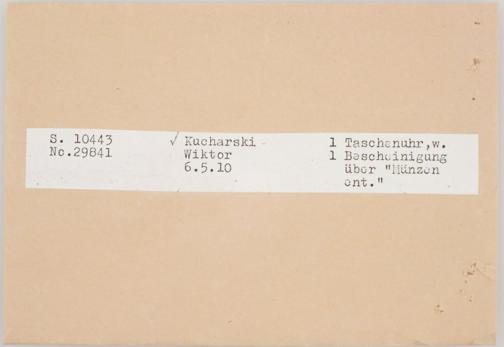 S. 10443 √ Kucharski - 1 Taschenuhr,w.
No.29841 Wiktor 1 Bescheinigung
6.5.10 über "Münzen
ent."